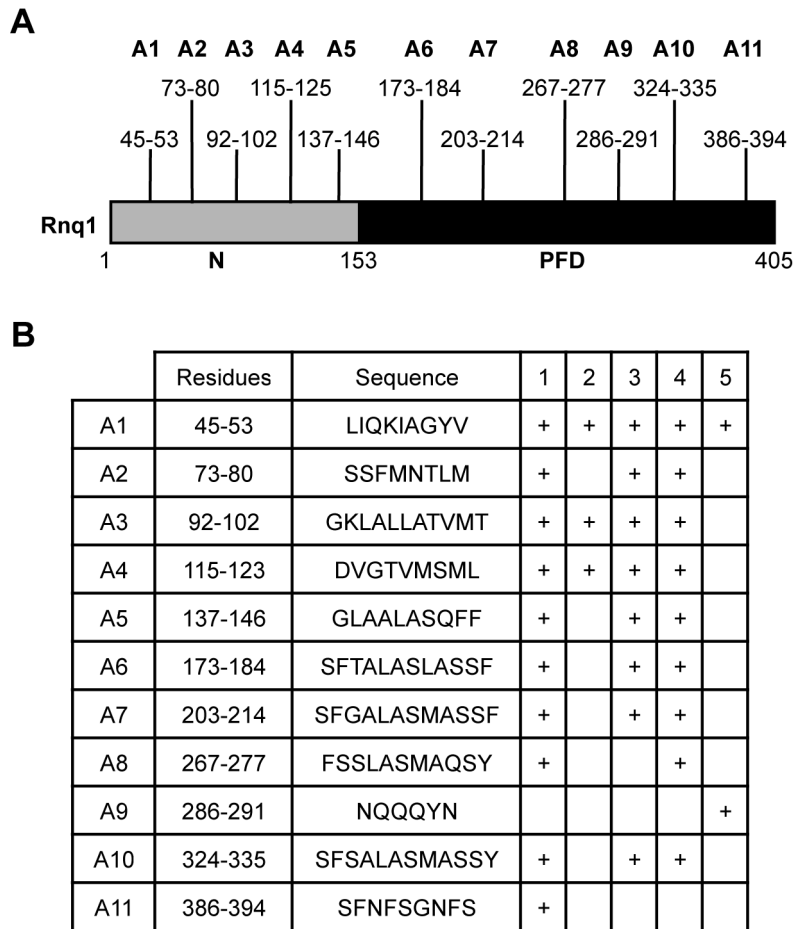 A
A1 A2 A3 A4 A5 A6 A7 A8 A9 A10 A11
73-80 115-125 173-184 267-277 324-335
45-53 92-102 137-146 203-214 286-291 386-394
Rnq1
1 N 153 PFD 405
B
Residues Sequence 1 2 3 4 5
A1 45-53 LIQKIAGYV + + + + +
A2 73-80 SSFMNTLM + + +
A3 92-102 GKLALLATVMT + + + +
A4 115-123 DVGTVMSML + + + +
A5 137-146 GLAALASQFF + + +
A6 173-184 SFTALASLASSF + + +
A7 203-214 SFGALASMASSF + + +
A8 267-277 FSSLASMAQSY + +
A9 286-291 NQQQYN +
A10 324-335 SFSALASMASSY + + +
A11 386-394 SFNFSGNFS +